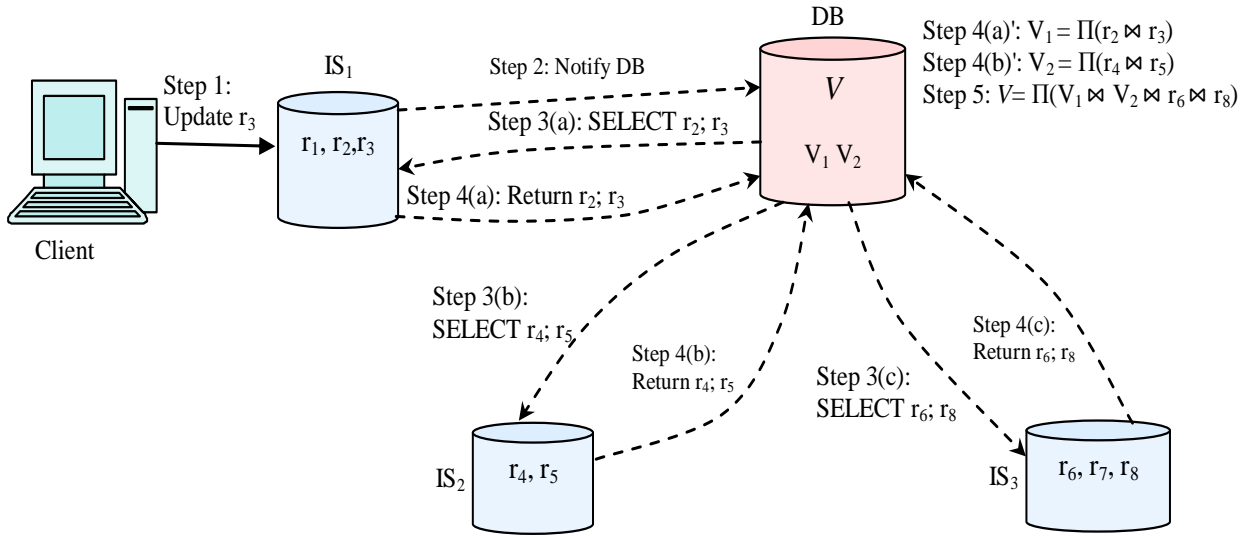 DB
Step 4(a)': V₁ = Π(r₂ ⋈ r₃)
Step 4(b)': V₂ = Π(r₄ ⋈ r₅)
Step 5: V= Π(V₁ ⋈ V₂ ⋈ r₆ ⋈ r₈)
IS₁
Step 1:
Update r₃
Step 2: Notify DB
V
Step 3(a): SELECT r₂; r₃
r₁, r₂,r₃
V₁ V₂
Step 4(a): Return r₂; r₃
Client
Step 3(b):
SELECT r₄; r₅
Step 4(b):
Return r₄; r₅
Step 3(c):
SELECT r₆; r₈
Step 4(c):
Return r₆; r₈
IS₂
r₄, r₅
IS₃
r₆, r₇, r₈